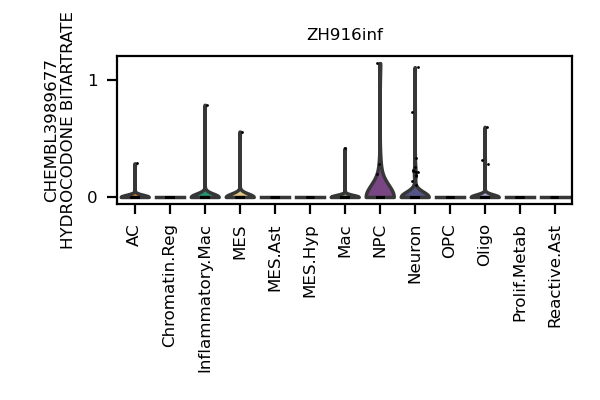 ZH916inf
CHEMBL3989677
HYDROCODONE BITARTRATE
1
0
AC
Chromatin.Reg
Inflammatory.Mac
MES
MES.Ast
MES.Hyp
Mac
NPC
Neuron
OPC
Oligo
Prolif.Metab
Reactive.Ast